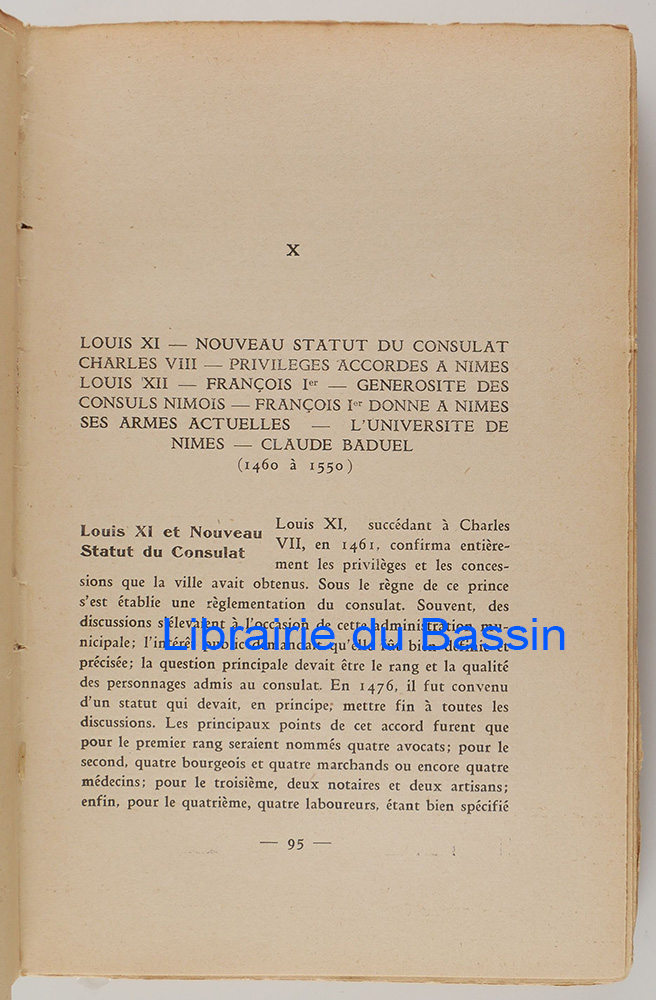 X
LOUIS XI — NOUVEAU STATUT DU CONSULAT
CHARLES VIII — PRIVILEGES ACCORDES A NIMES
LOUIS XII — FRANÇOIS Ier — GENEROSITE DES
CONSULS NIMOIS — FRANÇOIS Ier DONNE A NIMES
SES ARMES ACTUELLES — L'UNIVERSITE DE
NIMES — CLAUDE BADUEL
(1460 à 1550)
Louis XI et Nouveau
Statut du Consulat
Louis XI, succédant à Charles
VII, en 1461, confirma entière-
ment les privilèges et les conces-
sions que la ville avait obtenus. Sous le règne de ce prince
s'est établie une règlementation du consulat. Souvent, des
discussions s'élevaient à l'occasion de cette administration mu-
nicipale; l'intérêt public demandait qu'elle fût bien définie et
Librairie du Bassin
précisée; la question principale devait être le rang et la qualité
des personnages admis au consulat. En 1476, il fut convenu
d'un statut qui devait, en principe, mettre fin à toutes les
discussions. Les principaux points de cet accord furent que
pour le premier rang seraient nommés quatre avocats; pour le
second, quatre bourgeois et quatre marchands ou encore quatre
médecins; pour le troisième, deux notaires et deux artisans;
enfin, pour le quatrième, quatre laboureurs, étant bien spécifié
— 95 —